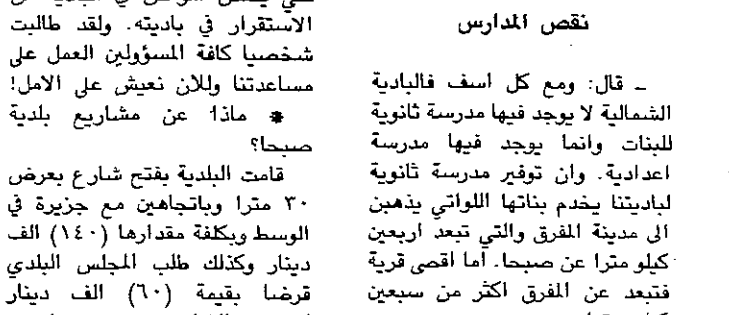 نقص المدارس
ـ قال: ومع كل اسف فالبادية
الشمالية لا يوجد فيها مدرسة ثانوية
للبنات وانما يوجد فيها مدرسة
اعدادية. وان توفير مدرسة ثانوية
لباديتنا يخدم بناتها اللواتي يذهبن
الى مدينة المفرق والتي تبعد اربعين
كيلو مترا عن صبحا. أما اقصى قرية
فتبعد عن المفرق اكثر من سبعين
الاستقرار في باديته. ولقد طالبت
شخصيا كافة المسؤولين العمل على
مساعدتنا وللان نعيش على الامل!
* ماذا عن مشاريع بلدية
صبحا؟
قامت البلدية بفتح شارع بعرض
٣٠ مترا وباتجاهين مع جزيرة في
الوسط وبكلفة مقدارها (١٤٠) الف
دينار وكذلك طلب المجلس البلدي
قرضا بقيمة (٦٠) الف دينار